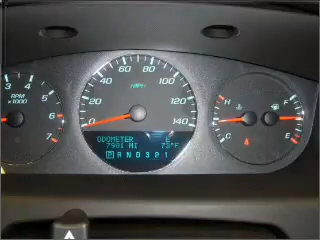 3 4
RPM
x1000
5
6
7
0
20
40
60 80
100
120
140
MPH
ODOMETER E
7901 MI 73°F
P R N D 3 2 1
H
C
F
E